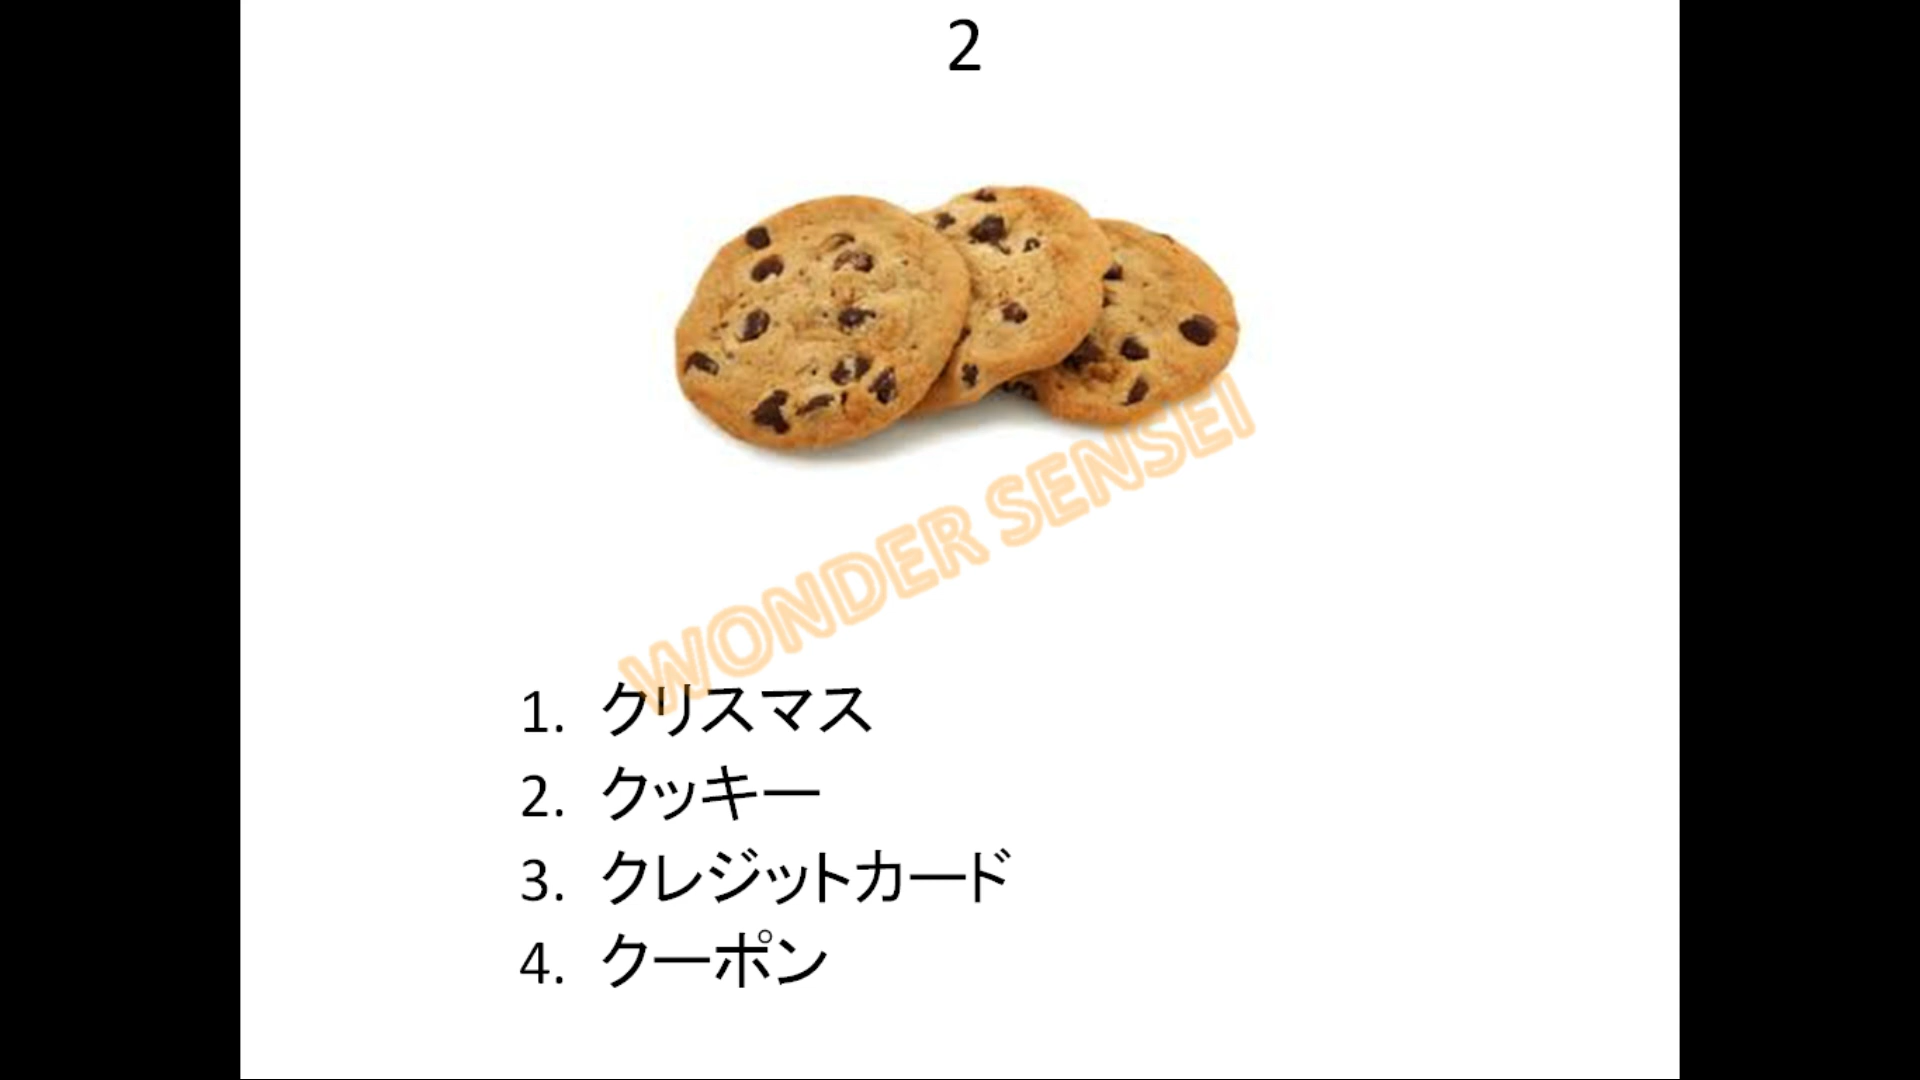 2
WONDER SENSEI
1. クリスマス
2. クッキー
3. クレジットカード
4. クーポン